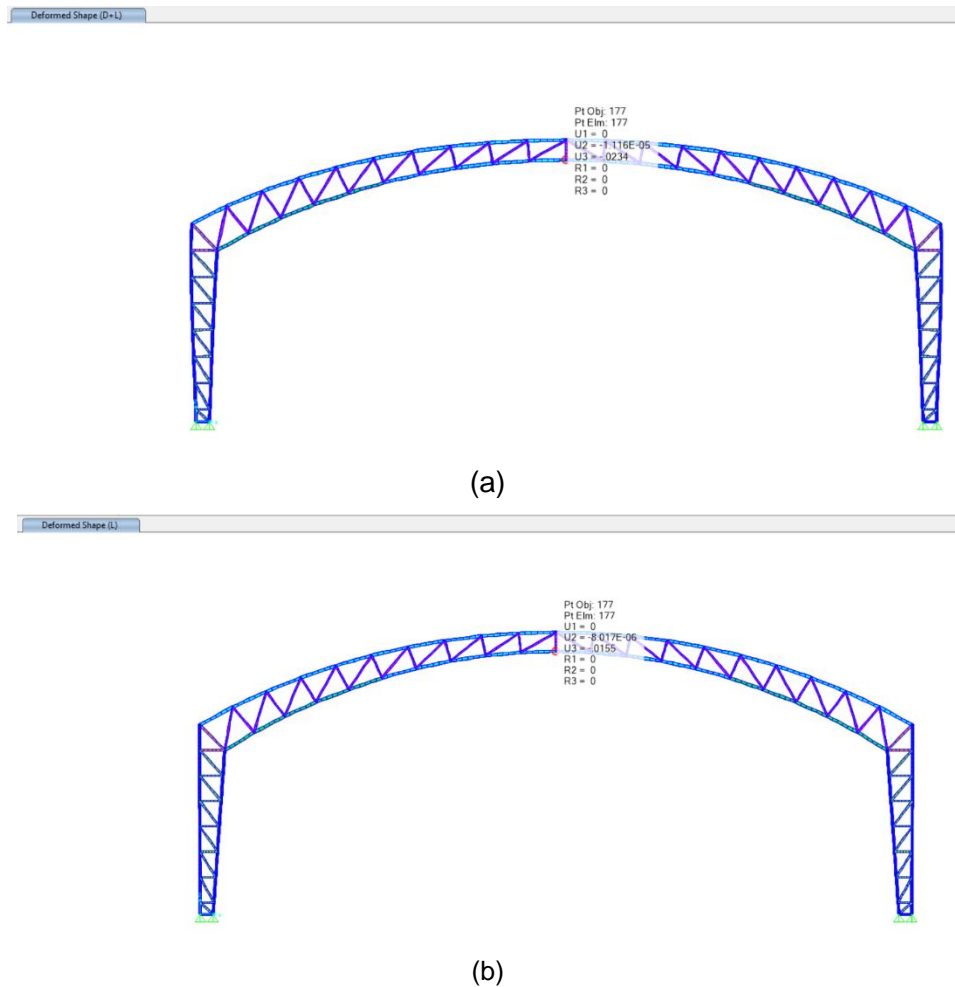 Deformed Shape (D+L)
Pt Obj: 177
Pt Elm: 177
U1 = 0
U2 = -1.116E-05
U3 = -.0234
R1 = 0
R2 = 0
R3 = 0
(a)
Deformed Shape (L)
Pt Obj: 177
Pt Elm: 177
U1 = 0
U2 = -8.017E-06
U3 = -.0155
R1 = 0
R2 = 0
R3 = 0
(b)